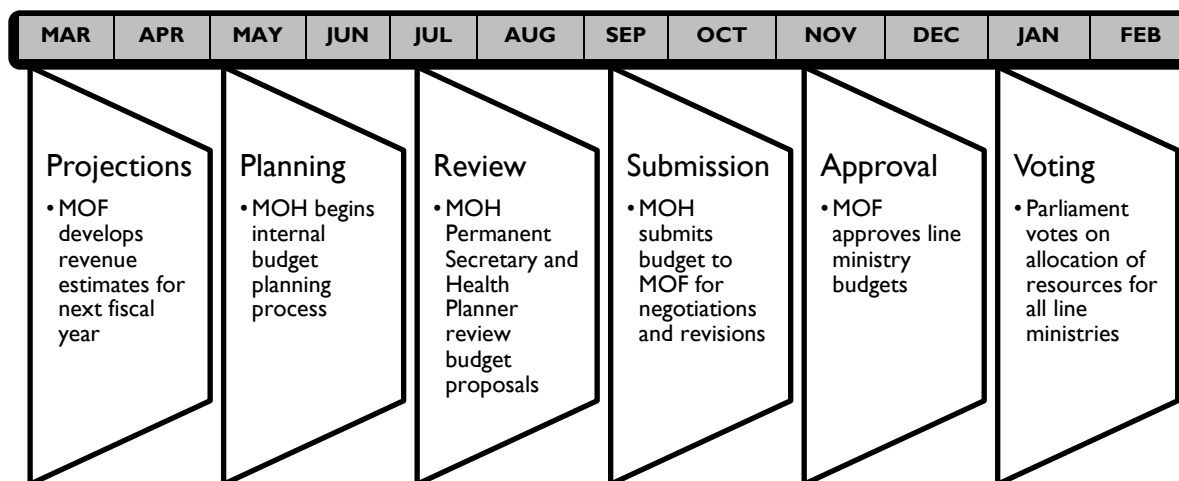 MAR APR MAY JUN JUL AUG SEP OCT NOV DEC JAN FEB
Projections
• MOF
develops
revenue
estimates for
next fiscal
year
Planning
• MOH begins
internal
budget
planning
process
Review
• MOH
Permanent
Secretary and
Health
Planner
review
budget
proposals
Submission
• MOH
submits
budget to
MOF for
negotiations
and revisions
Approval
• MOF
approves line
ministry
budgets
Voting
• Parliament
votes on
allocation of
resources for
all line
ministries